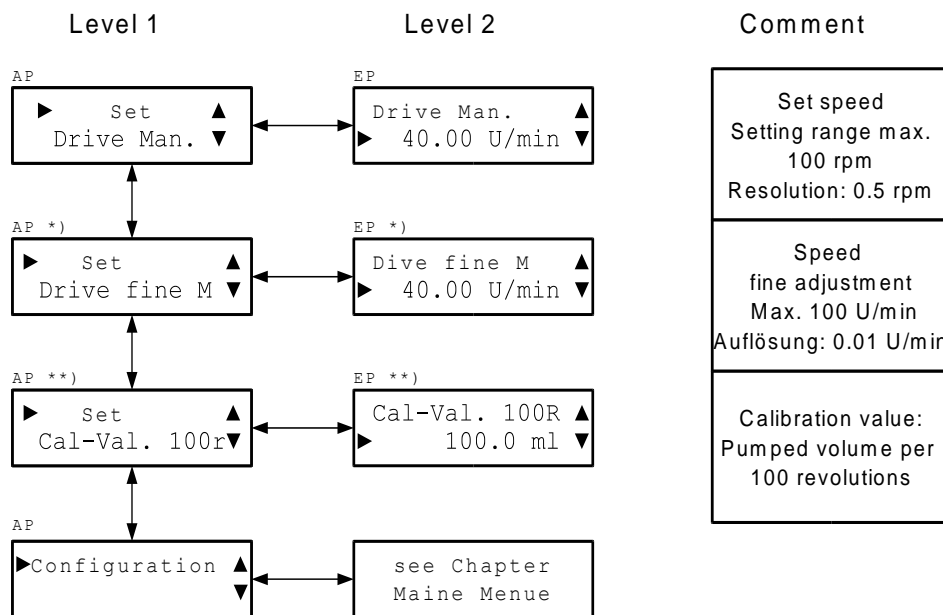 Level 1
Level 2
Comment
AP
Set
Drive Man.
EP
Drive Man.
40.00 U/min
Set speed
Setting range max.
100 rpm
Resolution: 0.5 rpm
AP *)
Set
Drive fine M
EP *)
Dive fine M
40.00 U/min
Speed
fine adjustment
Max. 100 U/min
Auflösung: 0.01 U/min
AP **)
Set
Cal-Val. 100r
EP **)
Cal-Val. 100R
100.0 ml
Calibration value:
Pumped volume per
100 revolutions
AP
Configuration
see Chapter
Maine Menue